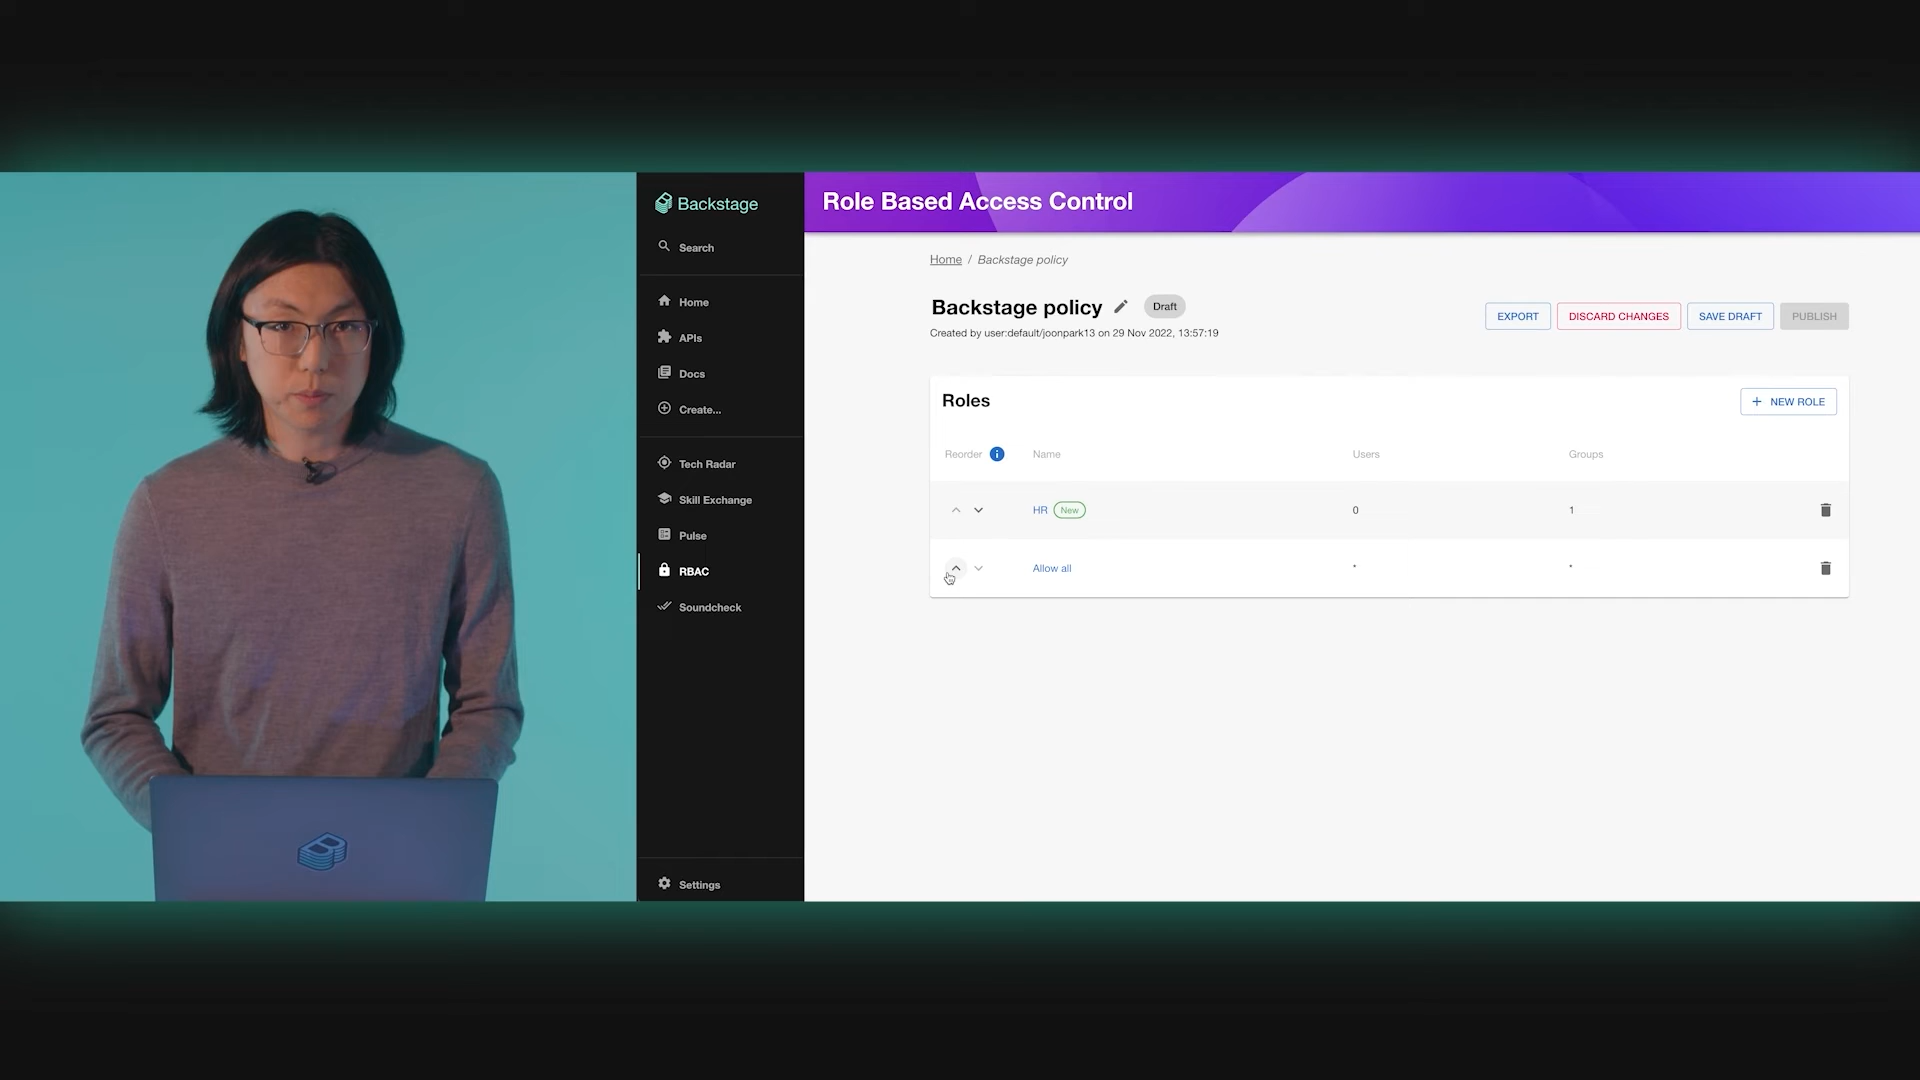 Backstage
Search
Home
APIs
Docs
Create...
Tech Radar
Skill Exchange
Pulse
RBAC
Soundcheck
Settings
Role Based Access Control
Home / Backstage policy
Backstage policy Draft
Created by user:default/joonpark13 on 29 Nov 2022, 13:57:19
EXPORT DISCARD CHANGES SAVE DRAFT PUBLISH
Roles
+ NEW ROLE
Reorder i Name Users Groups
HR New 0 1
Allow all * *